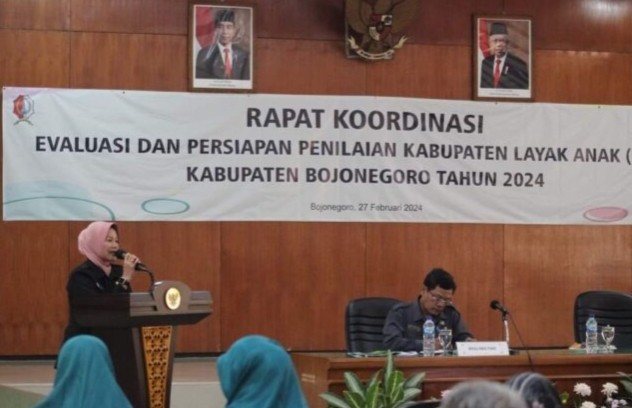 RAPAT KOORDINASI
EVALUASI DAN PERSIAPAN PENILAIAN KABUPATEN LAYAK ANAK (
KABUPATEN BOJONEGORO TAHUN 2024
Bojonegoro, 27 Februari 2024